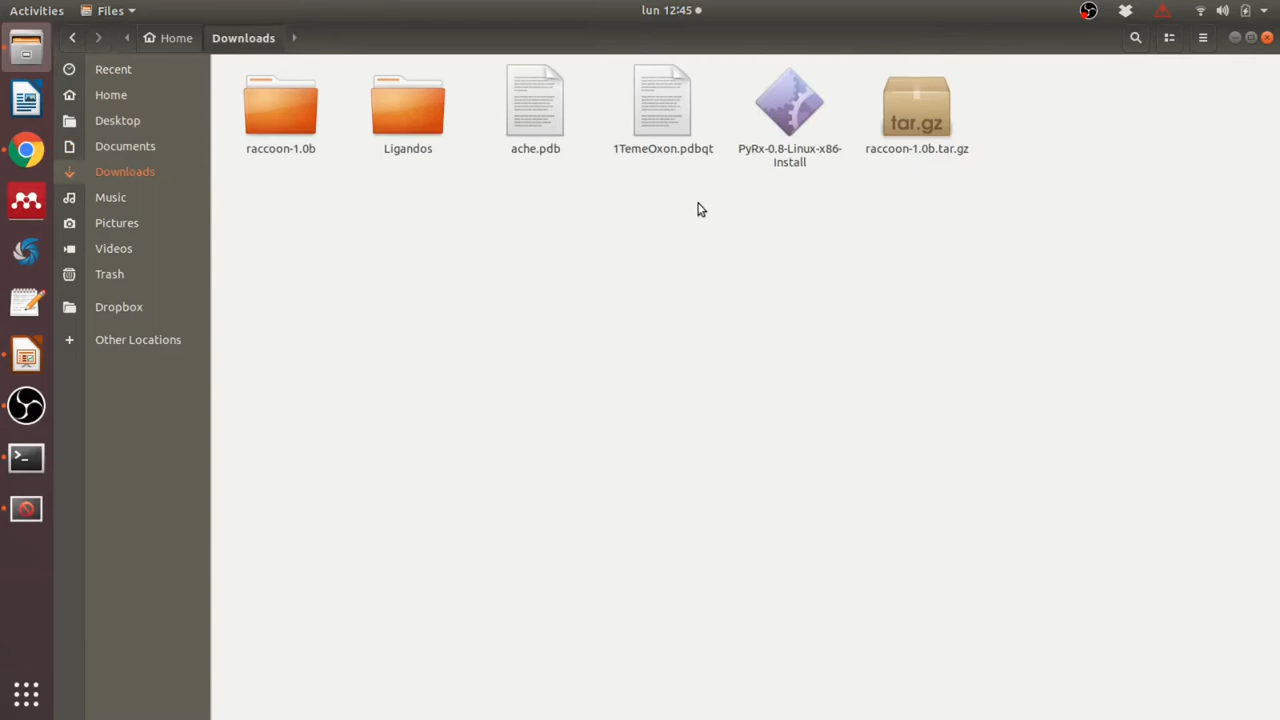 Activities
Files
lun 12:45
Home
Downloads
Recent
Home
Desktop
Documents
Downloads
Music
Pictures
Videos
Trash
Dropbox
Other Locations
raccoon-1.0b
Ligandos
ache.pdb
1TemeOxon.pdbqt
PyRx-0.8-Linux-x86-
Install
tar.gz
raccoon-1.0b.tar.gz